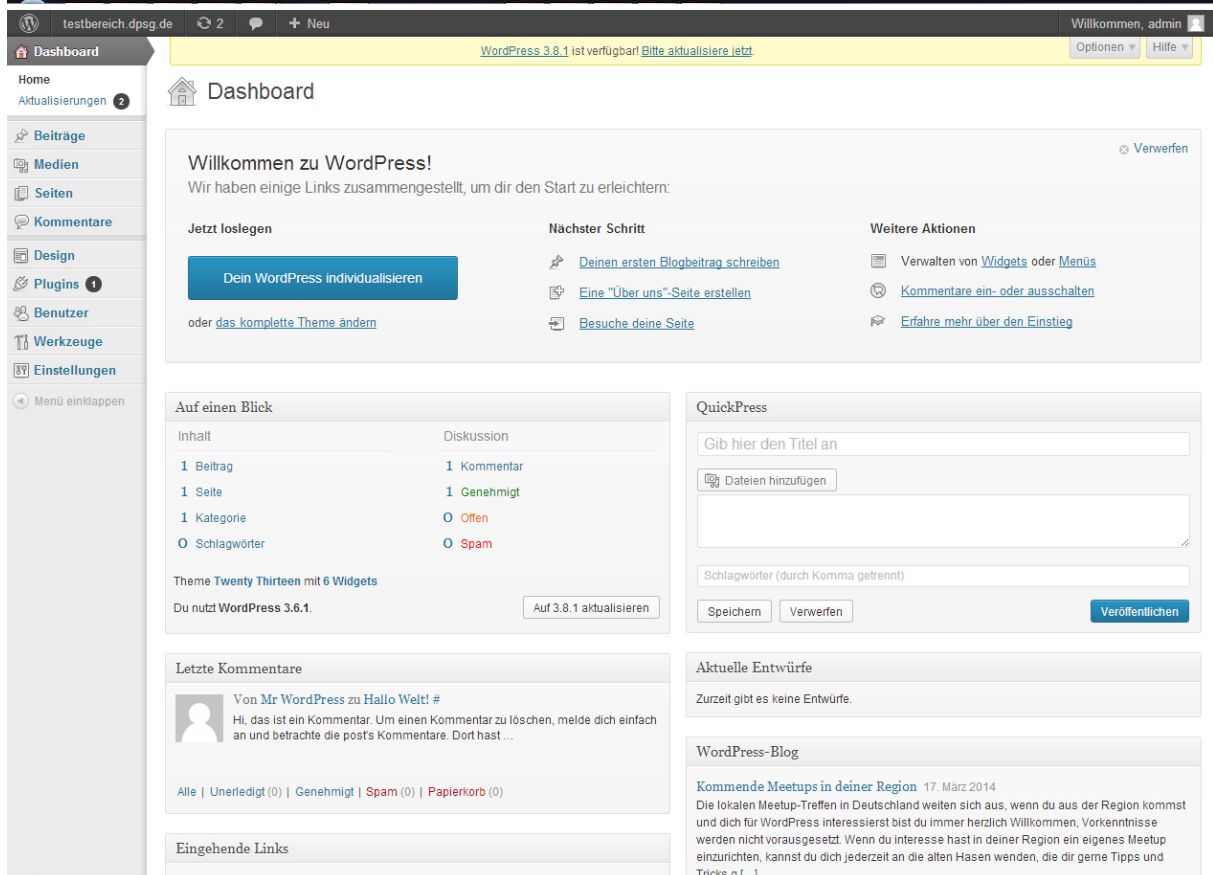 testbereich.dpsg.de 2 + Neu Willkommen, admin
Dashboard
Home
Aktualisierungen 2
Beiträge
Medien
Seiten
Kommentare
Design
Plugins 1
Benutzer
Werkzeuge
Einstellungen
Menü einklappen
WordPress 3.8.1 ist verfügbar! Bitte aktualisiere jetzt.
Optionen Hilfe
Dashboard
Verwerfen
Willkommen zu WordPress!
Wir haben einige Links zusammengestellt, um dir den Start zu erleichtern:
Jetzt loslegen
Dein WordPress individualisieren
oder das komplette Theme ändern
Nächster Schritt
Deinen ersten Blogbeitrag schreiben
Eine "Über uns"-Seite erstellen
Besuche deine Seite
Weitere Aktionen
Verwalten von Widgets oder Menüs
Kommentare ein- oder ausschalten
Erfahre mehr über den Einstieg
Auf einen Blick
Inhalt
1 Beitrag
1 Seite
1 Kategorie
0 Schlagwörter
Diskussion
1 Kommentar
1 Genehmigt
0 Offen
0 Spam
Theme Twenty Thirteen mit 6 Widgets
Du nutzt WordPress 3.6.1.
Auf 3.8.1 aktualisieren
Letzte Kommentare
Von Mr WordPress zu Hallo Welt! #
Hi, das ist ein Kommentar. Um einen Kommentar zu löschen, melde dich einfach
an und betrachte die post's Kommentare. Dort hast ...
Alle | Unerledigt (0) | Genehmigt | Spam (0) | Papierkorb (0)
Eingehende Links
QuickPress
Gib hier den Titel an
Dateien hinzufügen
Schlagwörter (durch Komma getrennt)
Speichern Verwerfen Veröffentlichen
Aktuelle Entwürfe
Zurzeit gibt es keine Entwürfe.
WordPress-Blog
Kommende Meetups in deiner Region 17. März 2014
Die lokalen Meetup-Treffen in Deutschland weiten sich aus, wenn du aus der Region kommst
und dich für WordPress interessierst bist du immer herzlich Willkommen, Vorkenntnisse
werden nicht vorausgesetzt. Wenn du interesse hast in deiner Region ein eigenes Meetup
einzurichten, kannst du dich jederzeit an die alten Hasen wenden, die dir gerne Tipps und
Tricks g [...]